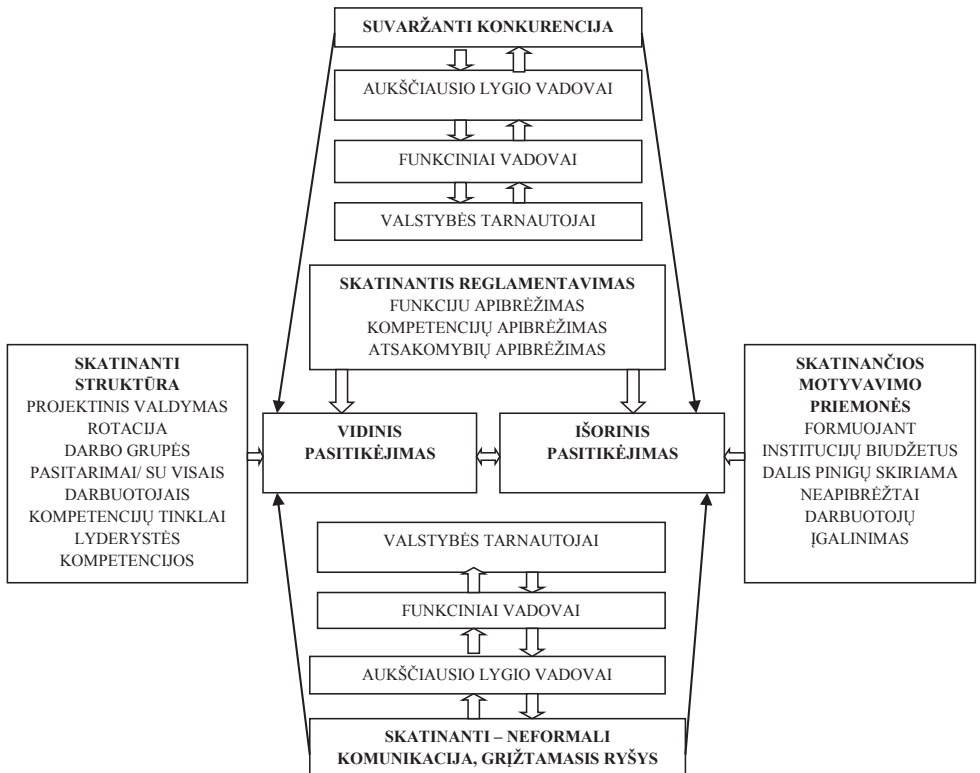 SUVARŽANTI KONKURENCIJA
AUKŠČIAUSIO LYGIO VADOVAI
FUNKCINIAI VADOVAI
VALSTYBĖS TARNAUTOJAI
SKATINANTIS REGLAMENTAVIMAS
FUNKCIJU APIBRĖŽIMAS
KOMPETENCIJŲ APIBRĖŽIMAS
ATSAKOMYBIŲ APIBRĖŽIMAS
SKATINANTI
STRUKTŪRA
PROJEKTINIS VALDYMAS
ROTACIJA
DARBO GRUPĖS
PASITARIMAI/ SU VISAIS
DARBUOTOJAIS
KOMPETENCIJŲ TINKLAI
LYDERYSTĖS
KOMPETENCIJOS
VIDINIS
PASITIKĖJIMAS
IŠORINIS
PASITIKĖJIMAS
SKATINANČIOS
MOTYVAVIMO
PRIEMONĖS
FORMUOJANT
INSTITUCIJŲ BIUDŽETUS
DALIS PINIGŲ SKIRIAMA
NEAPIBRĖŽTAI
DARBUOTOJŲ
ĮGALINIMAS
VALSTYBĖS TARNAUTOJAI
FUNKCINIAI VADOVAI
AUKŠČIAUSIO LYGIO VADOVAI
SKATINANTI – NEFORMALI
KOMUNIKACIJA, GRĮŽTAMASIS RYŠYS